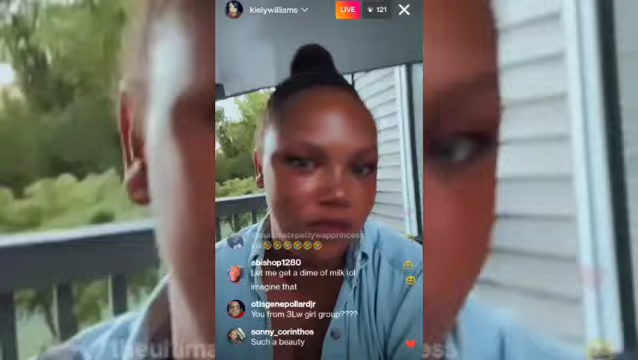 kielywilliams
LIVE
121
theultimatepettywapprincess
abishop1280
Let me get a dime of milk lol
imagine that
otisgenepollardjr
You from 3Lw girl group????
sonny_corinthos
Such a beauty